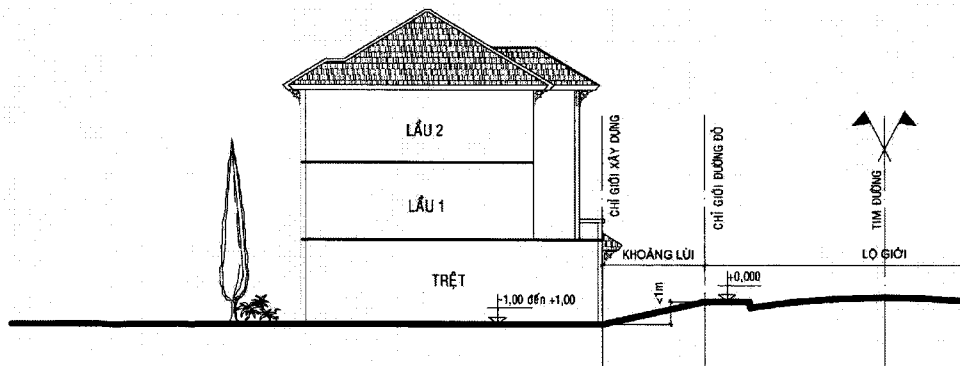 LẦU 2
LẦU 1
TRỆT
-1,00 đến +1,00
CHỈ GIỚI XÂY DỰNG
KHOẢNG LÙI
<1m
CHỈ GIỚI ĐƯỜNG ĐỎ
+0,000
TIM ĐƯỜNG
LỘ GIỚI